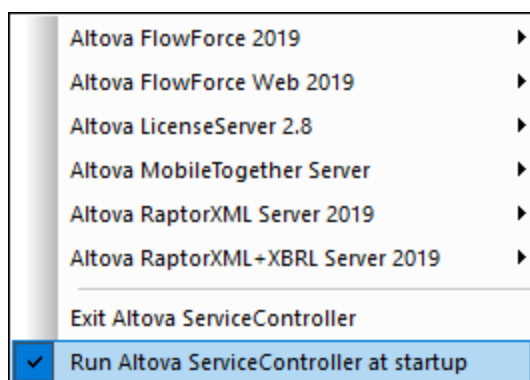 Altova FlowForce 2019
Altova FlowForce Web 2019
Altova LicenseServer 2.8
Altova MobileTogether Server
Altova RaptorXML Server 2019
Altova RaptorXML+XBRL Server 2019
Exit Altova ServiceController
Run Altova ServiceController at startup